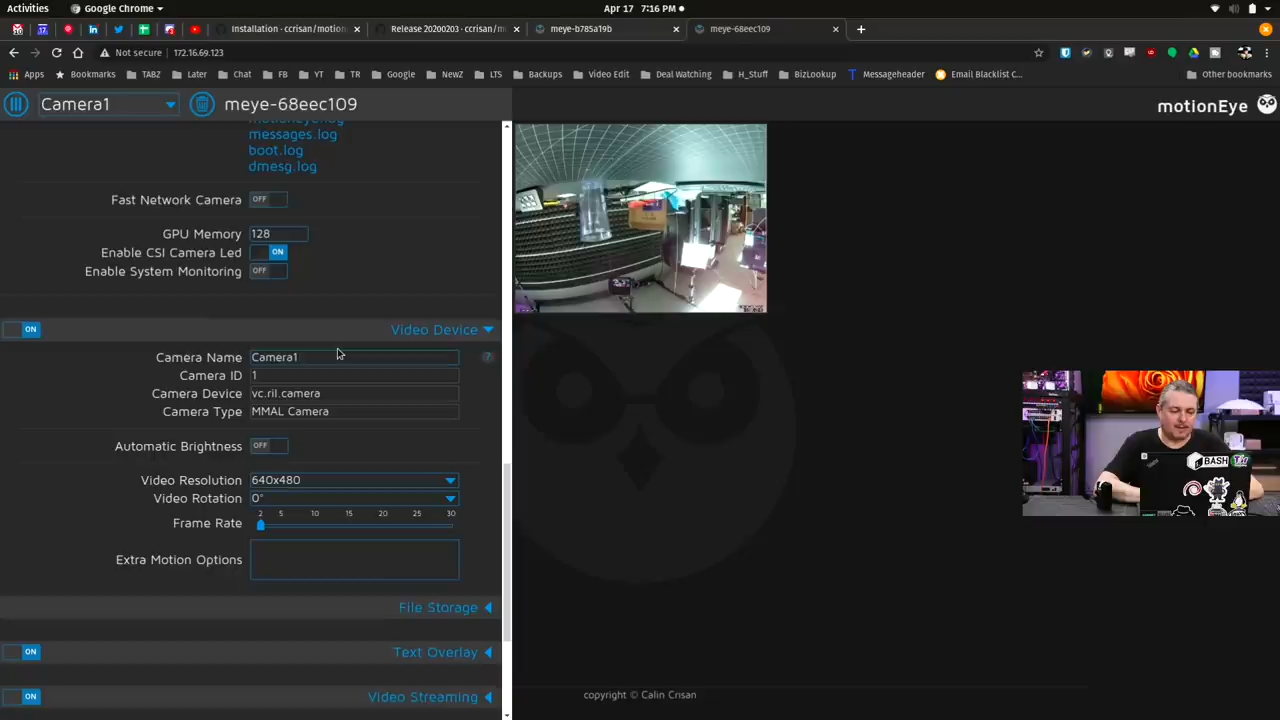 Activities
Google Chrome
Apr 17 7:16 PM
Installation · ccrisan/motion
Release 20200203 · ccrisan/m
meye-b785a19b
meye-68eec109
Not secure
172.16.69.123
Apps
Bookmarks
TABZ
Later
Chat
FB
YT
TR
Google
NewZ
LTS
Backups
Video Edit
Deal Watching
H_Stuff
BizLookup
Messageheader
Email Blacklist C...
Other bookmarks
Camera1
meye-68eec109
motionEye
motioneye.log
messages.log
boot.log
dmesg.log
Fast Network Camera OFF
GPU Memory 128
Enable CSI Camera Led ON
Enable System Monitoring OFF
ON Video Device
Camera Name Camera1 ?
Camera ID 1
Camera Device vc.ril.camera
Camera Type MMAL Camera
Automatic Brightness OFF
Video Resolution 640x480
Video Rotation 0°
2 5 10 15 20 25 30
Frame Rate
Extra Motion Options
File Storage
ON Text Overlay
ON Video Streaming
copyright © Calin Crisan
BASH